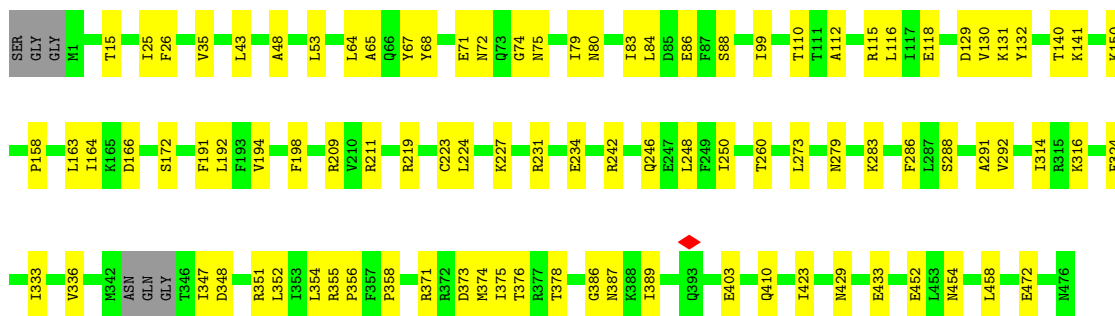 SER GLY GLY M1 T15 I25 F26 V35 L43 A48 L53 L64 A65 Q66 Y67 Y68 E71 N72 Q73 G74 N75 I79 N80 I83 L84 D85 E86 F87 S88 I99 T110 T111 A112 R115 L116 I117 E118 D129 V130 K131 Y132 T140 K141 K150
P158 L163 I164 K165 D166 S172 F191 L192 F193 V194 F198 R209 V210 R211 R219 C223 L224 K227 R231 E234 R242 Q246 E247 L248 F249 I250 T260 L273 N279 K283 F286 L287 S288 A291 V292 I314 R315 K316
I333 V336 M342 ASN GLN GLY T346 I347 D348 R351 L352 I353 L354 R355 P356 F357 P358 R371 R372 D373 M374 I375 T376 R377 T378 G386 N387 K388 I389 Q393 E403 Q410 I423 N429 E433 E452 L453 N454 L458 E472 N476